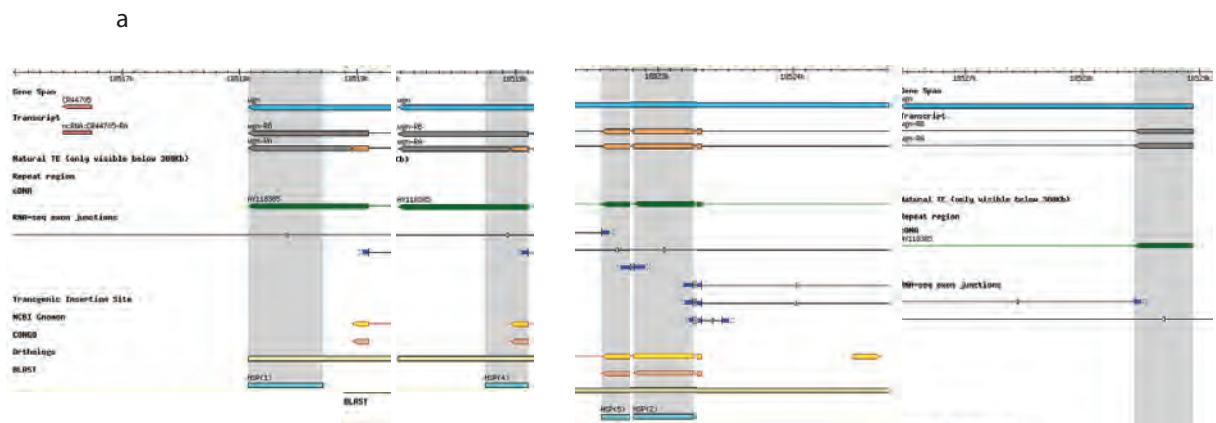 a
18517k 18518k 18519k
Gene Span
CR44705
wgn
Transcript
ncRNA:CR44705-RA
wgn-RB
wgn-RA
Natural TE (only visible below 300Kb)
Repeat region
cDNA
AY118385
RNA-seq exon junctions
Transgenic Insertion Site
NCBI Gnomon
CONGO
Orthologs
BLAST
HSP(1)
BLAST
wgn
wgn-RB
wgn-RA
AY118385
HSP(4)
18523k 18524k
HSP(5) HSP(2)
18528k
Gene Span
wgn
Transcript
wgn-RB
wgn-RA
Natural TE (only visible below 300Kb)
Repeat region
cDNA
AY118385
RNA-seq exon junctions